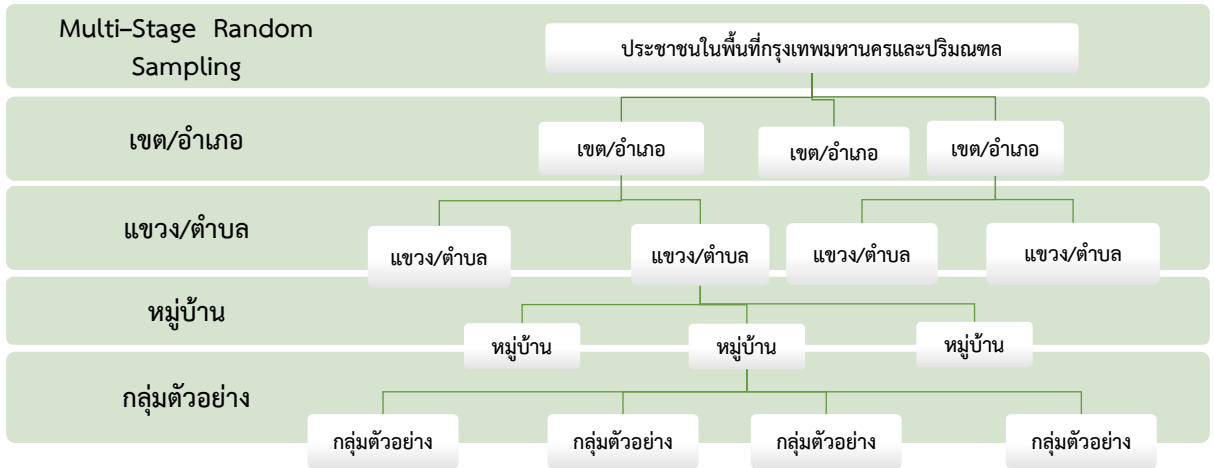 Multi-Stage Random
Sampling
ประชาชนในพื้นที่กรุงเทพมหานครและปริมณฑล
เขต/อำเภอ
เขต/อำเภอ
เขต/อำเภอ
เขต/อำเภอ
แขวง/ตำบล
แขวง/ตำบล
แขวง/ตำบล
แขวง/ตำบล
แขวง/ตำบล
หมู่บ้าน
หมู่บ้าน
หมู่บ้าน
หมู่บ้าน
กลุ่มตัวอย่าง
กลุ่มตัวอย่าง
กลุ่มตัวอย่าง
กลุ่มตัวอย่าง
กลุ่มตัวอย่าง